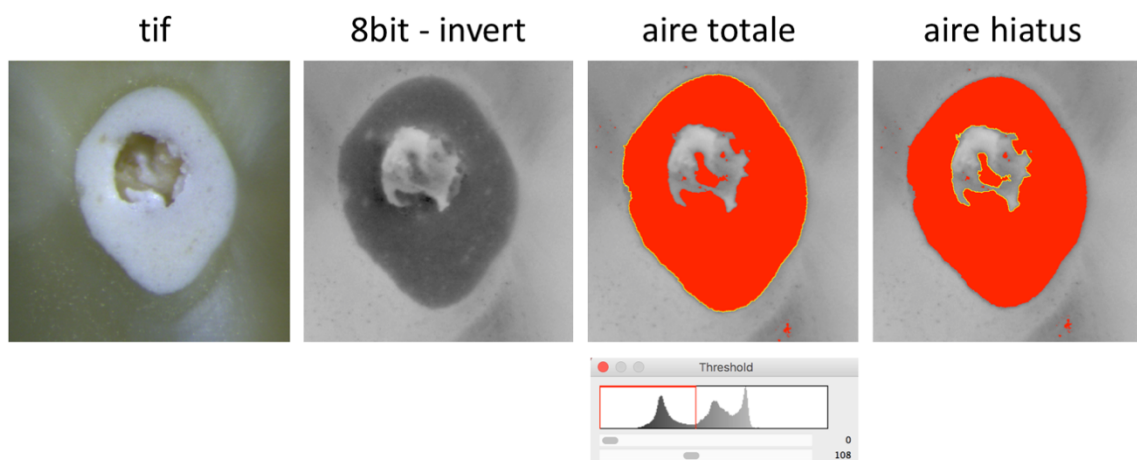 tif
8bit - invert
aire totale
aire hiatus
Threshold
0
108